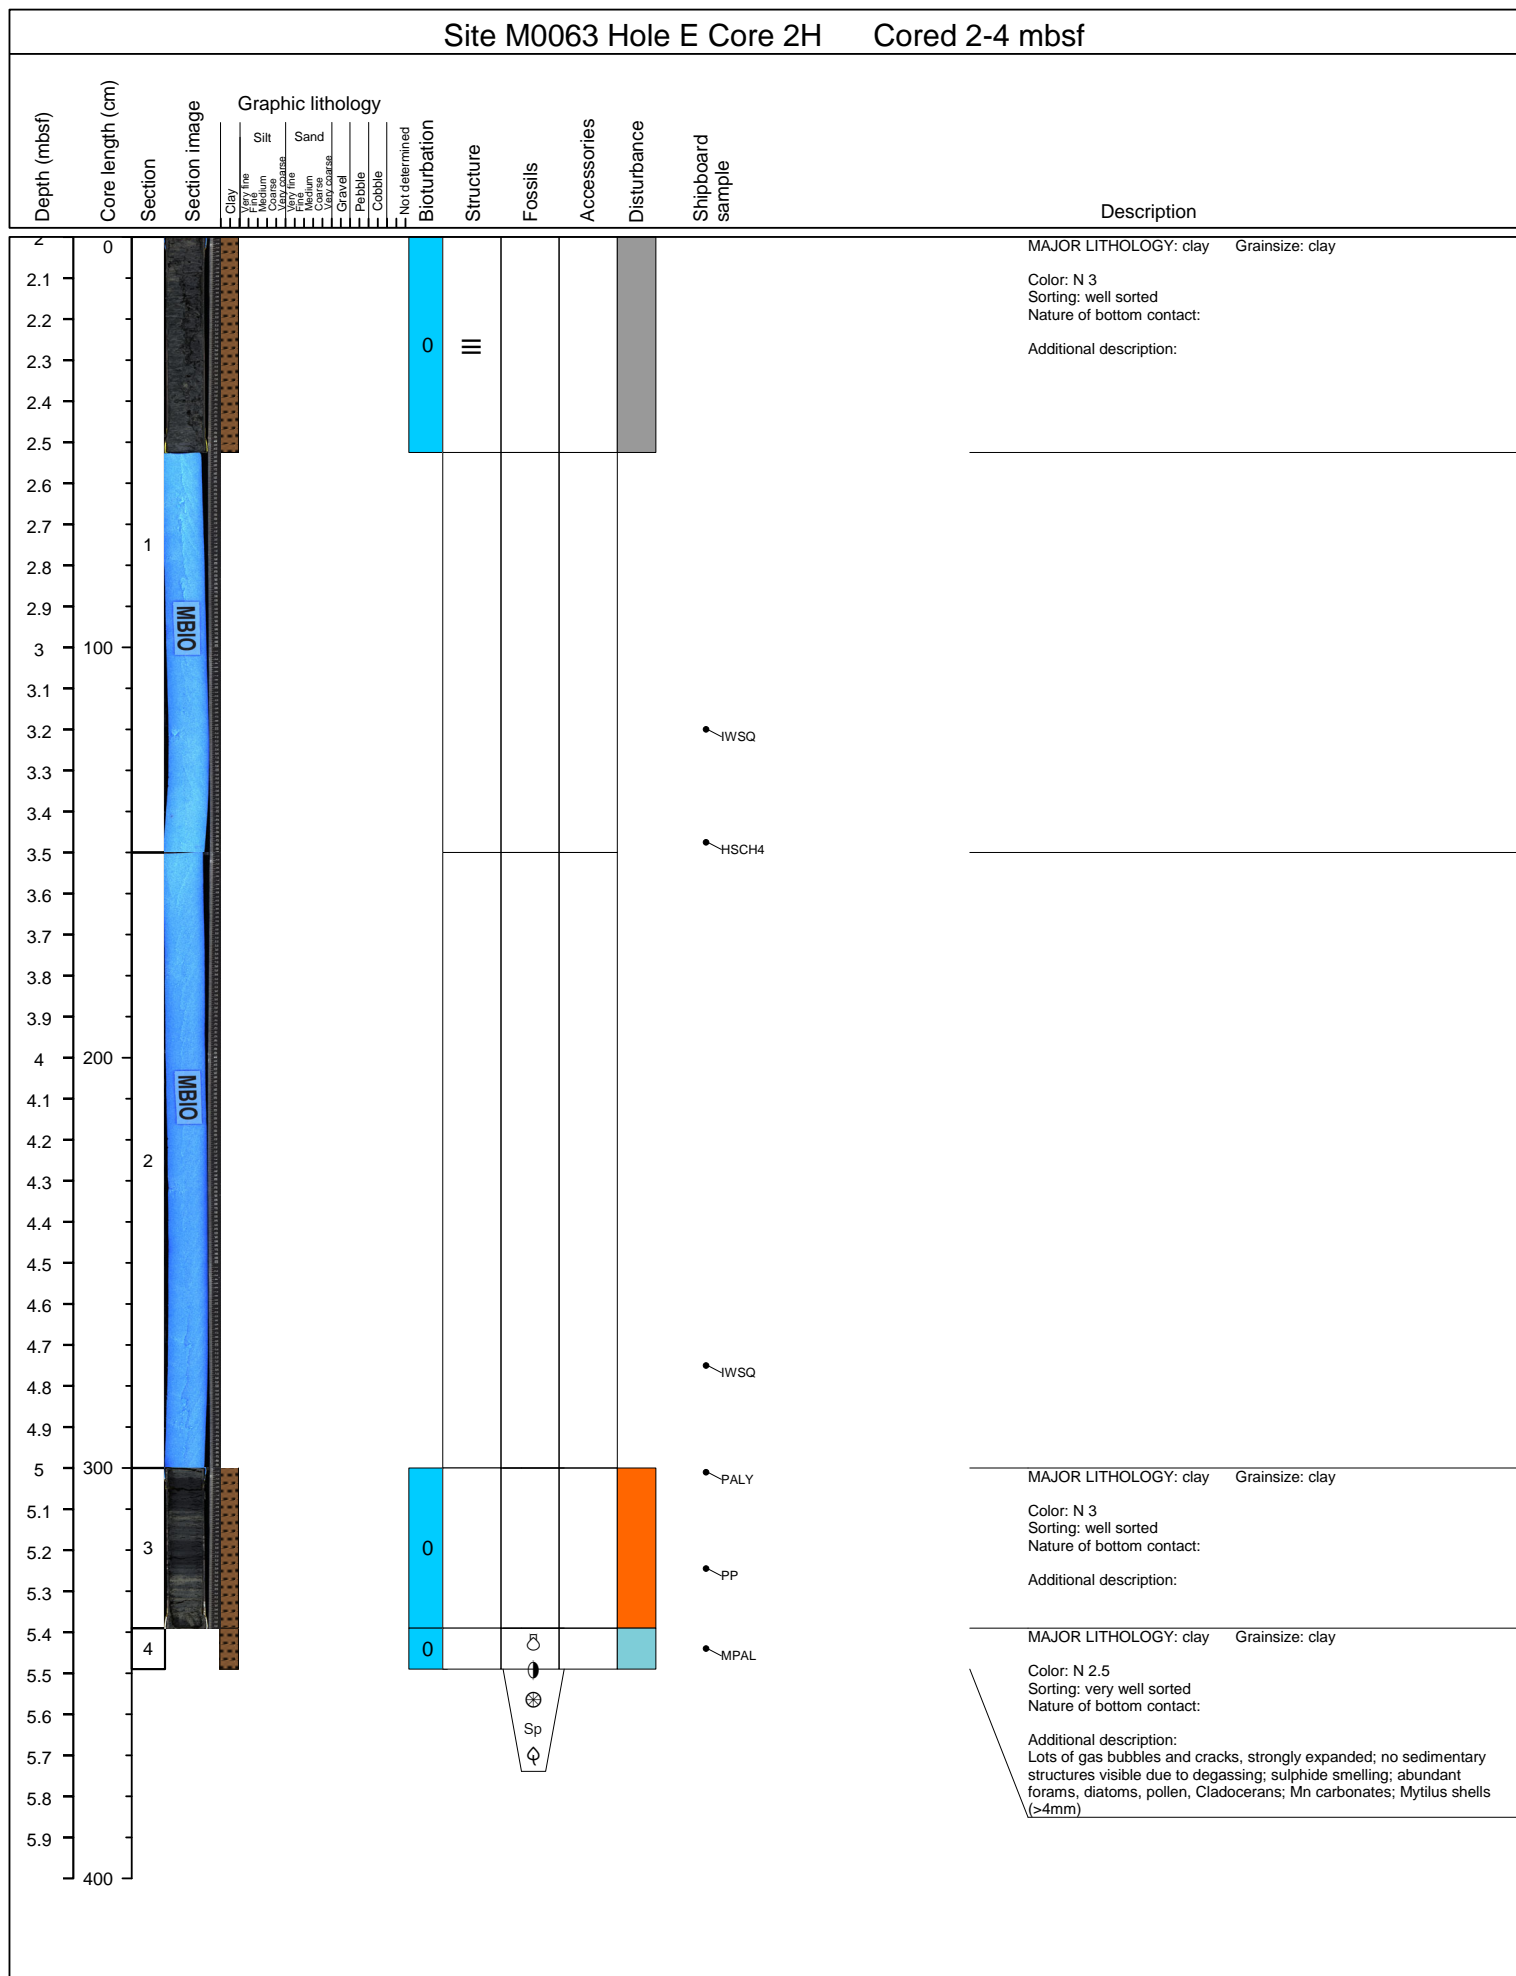 Site M0063 Hole E Core 2H Cored 2-4 mbsf
Depth (mbsf)
Core length (cm)
Section
Section image
Graphic lithology
Clay
Silt
Very fine
Fine
Medium
Coarse
Very coarse
Sand
Very fine
Fine
Medium
Coarse
Very coarse
Gravel
Pebble
Cobble
Not determined
Bioturbation
Structure
Fossils
Accessories
Disturbance
Shipboard
sample
Description
2
2.1
2.2
2.3
2.4
2.5
2.6
2.7
2.8
2.9
3
3.1
3.2
3.3
3.4
3.5
3.6
3.7
3.8
3.9
4
4.1
4.2
4.3
4.4
4.5
4.6
4.7
4.8
4.9
5
5.1
5.2
5.3
5.4
5.5
5.6
5.7
5.8
5.9
0
100
200
300
400
1
2
3
4
MBIO
MBIO
0
0
0
Sp
IWSQ
HSCH4
IWSQ
PALY
PP
MPAL
MAJOR LITHOLOGY: clay Grainsize: clay
Color: N 3
Sorting: well sorted
Nature of bottom contact:
Additional description:
MAJOR LITHOLOGY: clay Grainsize: clay
Color: N 3
Sorting: well sorted
Nature of bottom contact:
Additional description:
MAJOR LITHOLOGY: clay Grainsize: clay
Color: N 2.5
Sorting: very well sorted
Nature of bottom contact:
Additional description:
Lots of gas bubbles and cracks, strongly expanded; no sedimentary
structures visible due to degassing; sulphide smelling; abundant
forams, diatoms, pollen, Cladocerans; Mn carbonates; Mytilus shells
(>4mm)